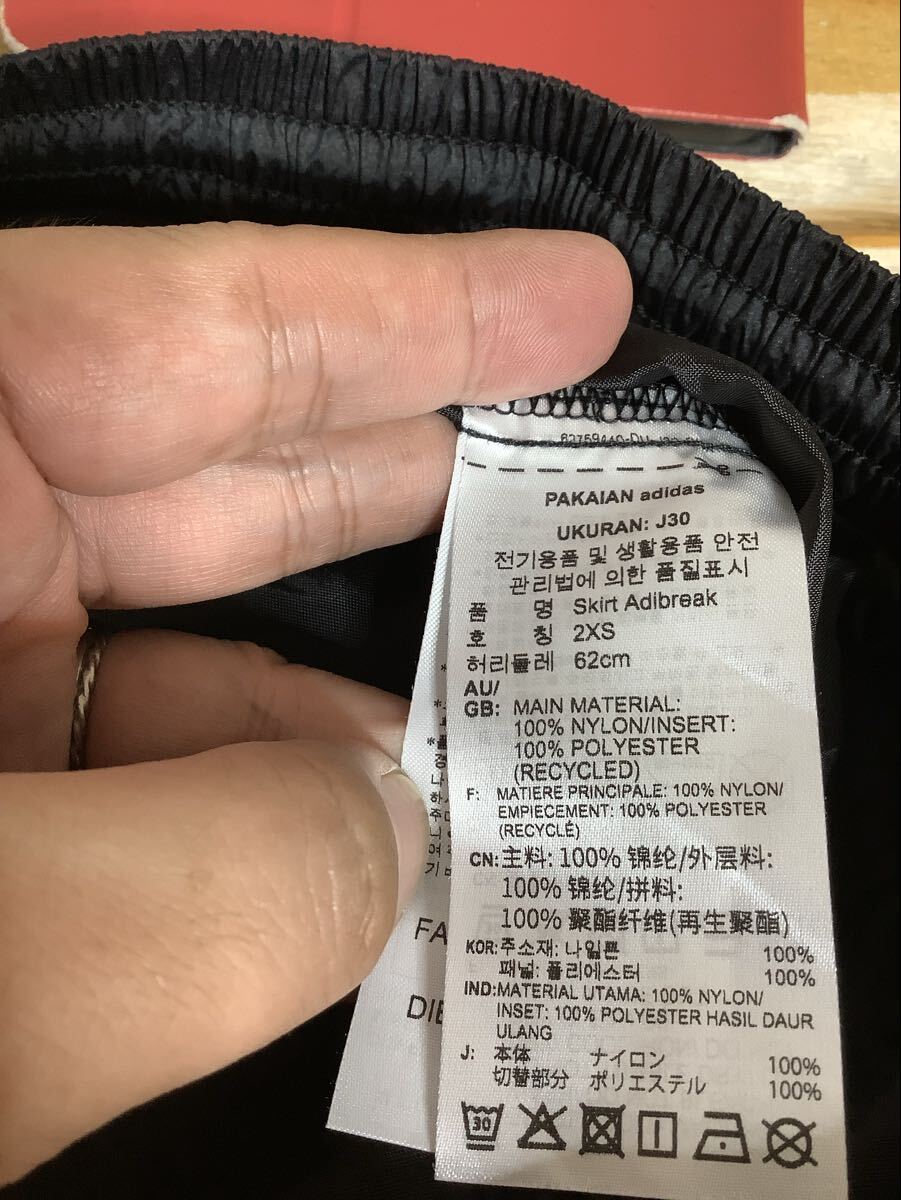 PAKAIAN adidas
UKURAN: J30
전기용품 및 생활용품 안전
관리법에 의한 품질표시
품 명 Skirt Adibreak
호 칭 2XS
허리둘레 62cm
AU/
GB: MAIN MATERIAL:
100% NYLON/INSERT:
100% POLYESTER
(RECYCLED)
F: MATIERE PRINCIPALE: 100% NYLON/
EMPIECEMENT: 100% POLYESTER
(RECYCLÉ)
CN: 主料: 100% 锦纶/外层料:
100% 锦纶/拼料:
100% 聚酯纤维(再生聚酯)
KOR: 주소재: 나일론 100%
패널: 폴리에스터 100%
IND: MATERIAL UTAMA: 100% NYLON/
INSET: 100% POLYESTER HASIL DAUR
ULANG
J: 本体 ナイロン 100%
切替部分 ポリエステル 100%
30